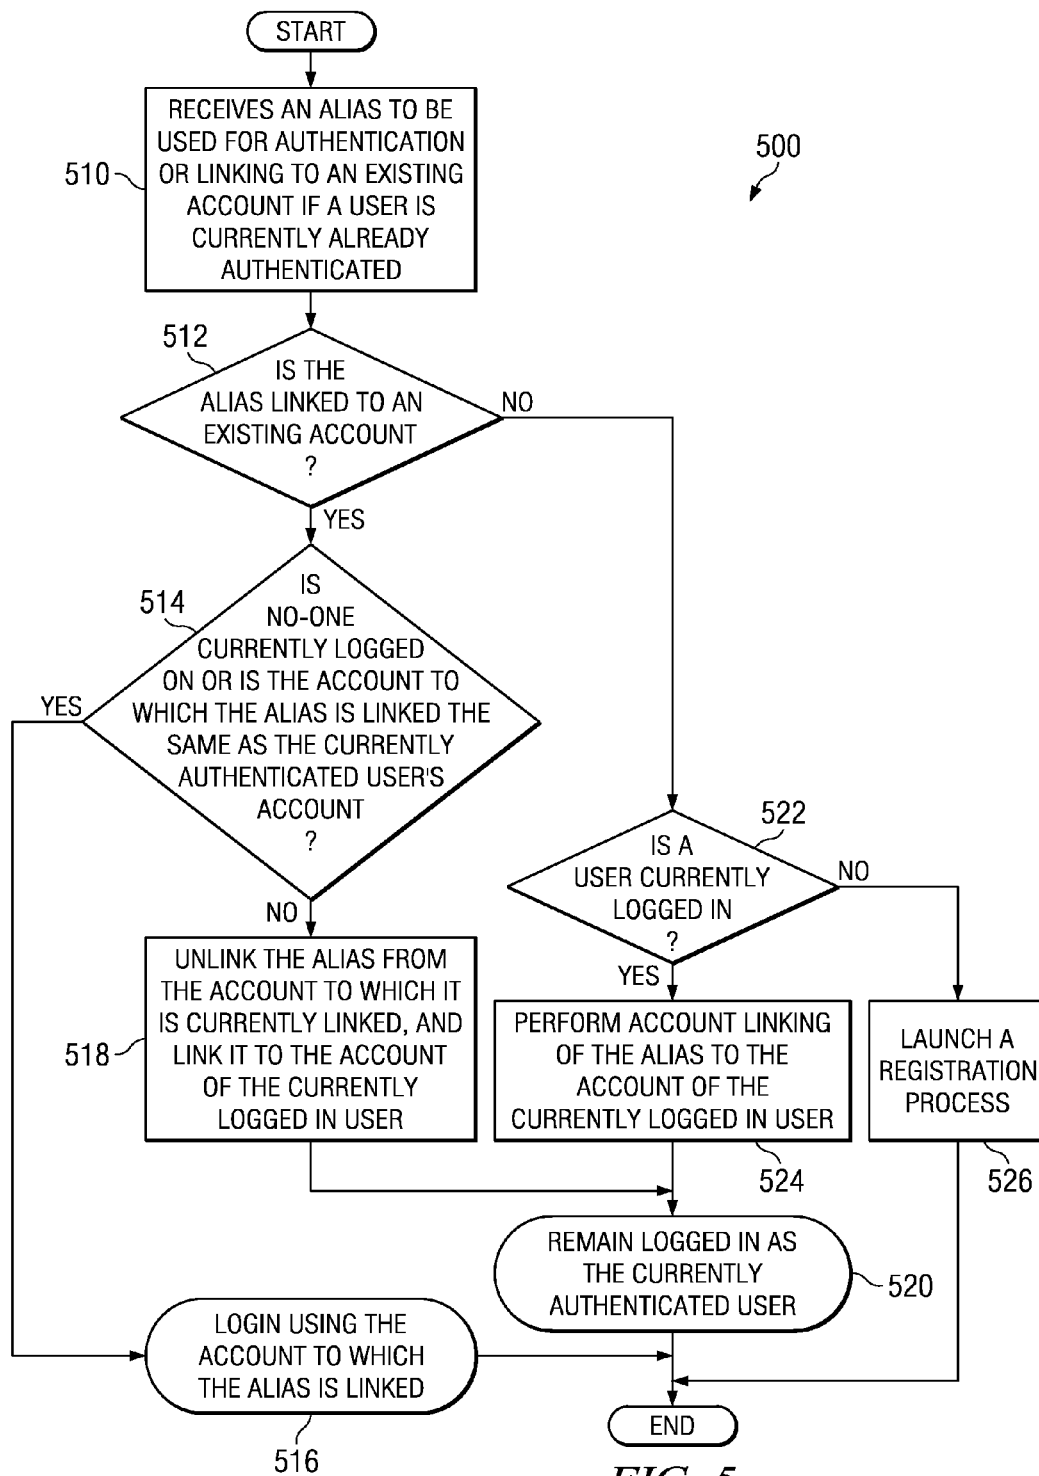 START
RECEIVES AN ALIAS TO BE
USED FOR AUTHENTICATION
OR LINKING TO AN EXISTING
ACCOUNT IF A USER IS
CURRENTLY ALREADY
AUTHENTICATED
510
500
512
IS THE
ALIAS LINKED TO AN
EXISTING ACCOUNT
?
NO
YES
514
IS
NO-ONE
CURRENTLY LOGGED
ON OR IS THE ACCOUNT TO
WHICH THE ALIAS IS LINKED THE
SAME AS THE CURRENTLY
AUTHENTICATED USER'S
ACCOUNT
?
YES
NO
522
IS A
USER CURRENTLY
LOGGED IN
?
NO
YES
UNLINK THE ALIAS FROM
THE ACCOUNT TO WHICH IT
IS CURRENTLY LINKED, AND
LINK IT TO THE ACCOUNT
OF THE CURRENTLY
LOGGED IN USER
518
PERFORM ACCOUNT LINKING
OF THE ALIAS TO THE
ACCOUNT OF THE
CURRENTLY LOGGED IN USER
524
LAUNCH A
REGISTRATION
PROCESS
526
REMAIN LOGGED IN AS
THE CURRENTLY
AUTHENTICATED USER
520
LOGIN USING THE
ACCOUNT TO WHICH
THE ALIAS IS LINKED
516
END
FIG. 5